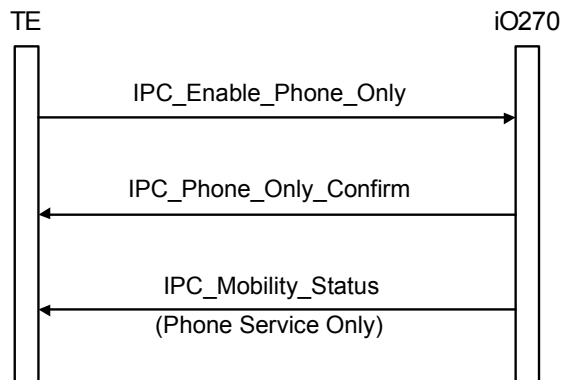 TE
iO270
IPC_Enable_Phone_Only
IPC_Phone_Only_Confirm
IPC_Mobility_Status
(Phone Service Only)